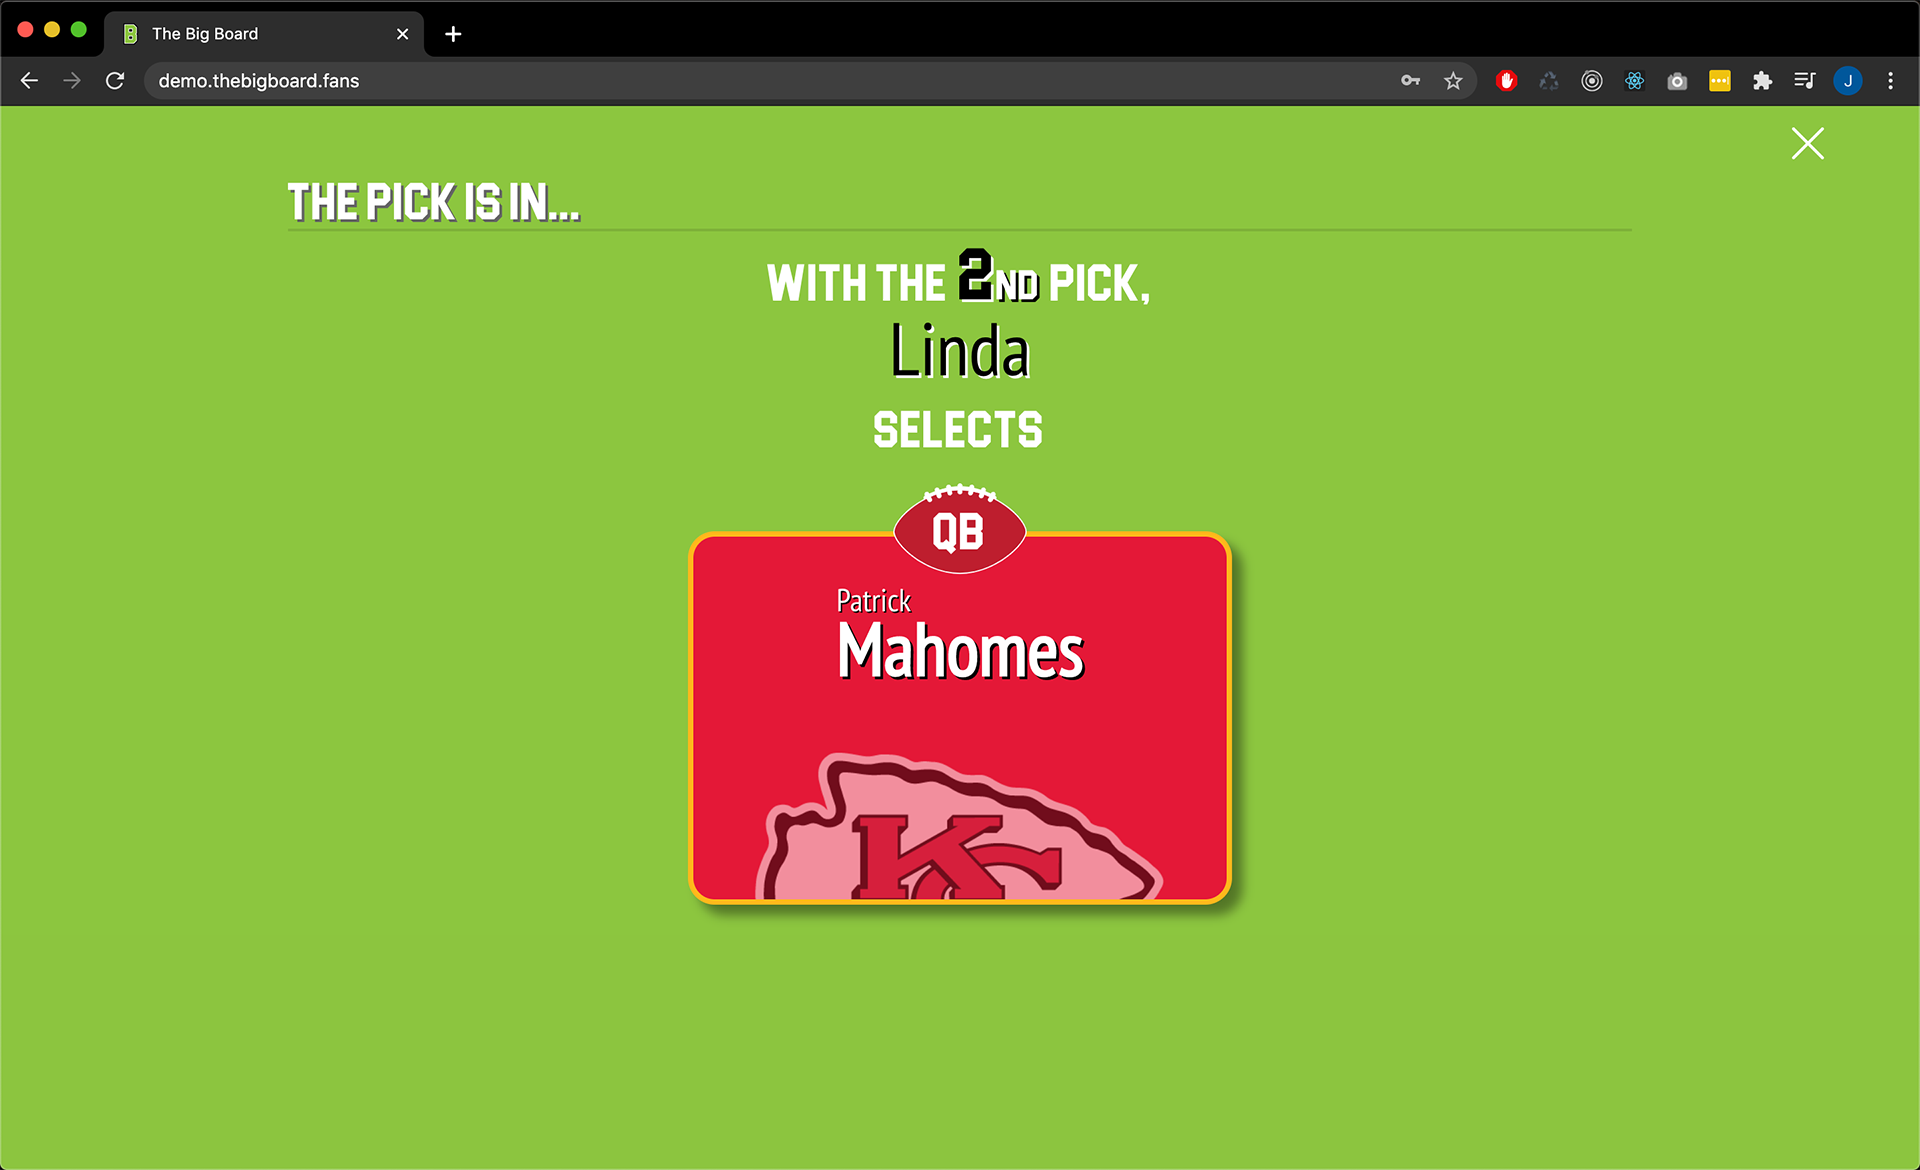 The Big Board
demo.thebigboard.fans
J
THE PICK IS IN...
WITH THE 2ND PICK,
Linda
SELECTS
QB
Patrick
Mahomes
KC